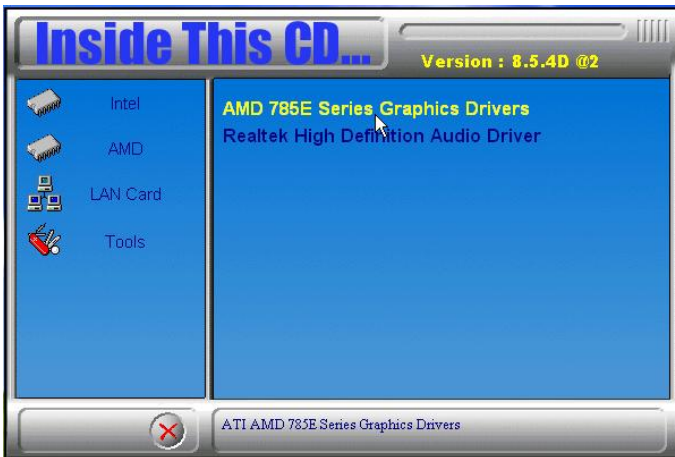 Inside This CD...
Version : 8.5.4D @2
Intel
AMD
LAN Card
Tools
AMD 785E Series Graphics Drivers
Realtek High Definition Audio Driver
ATI AMD 785E Series Graphics Drivers